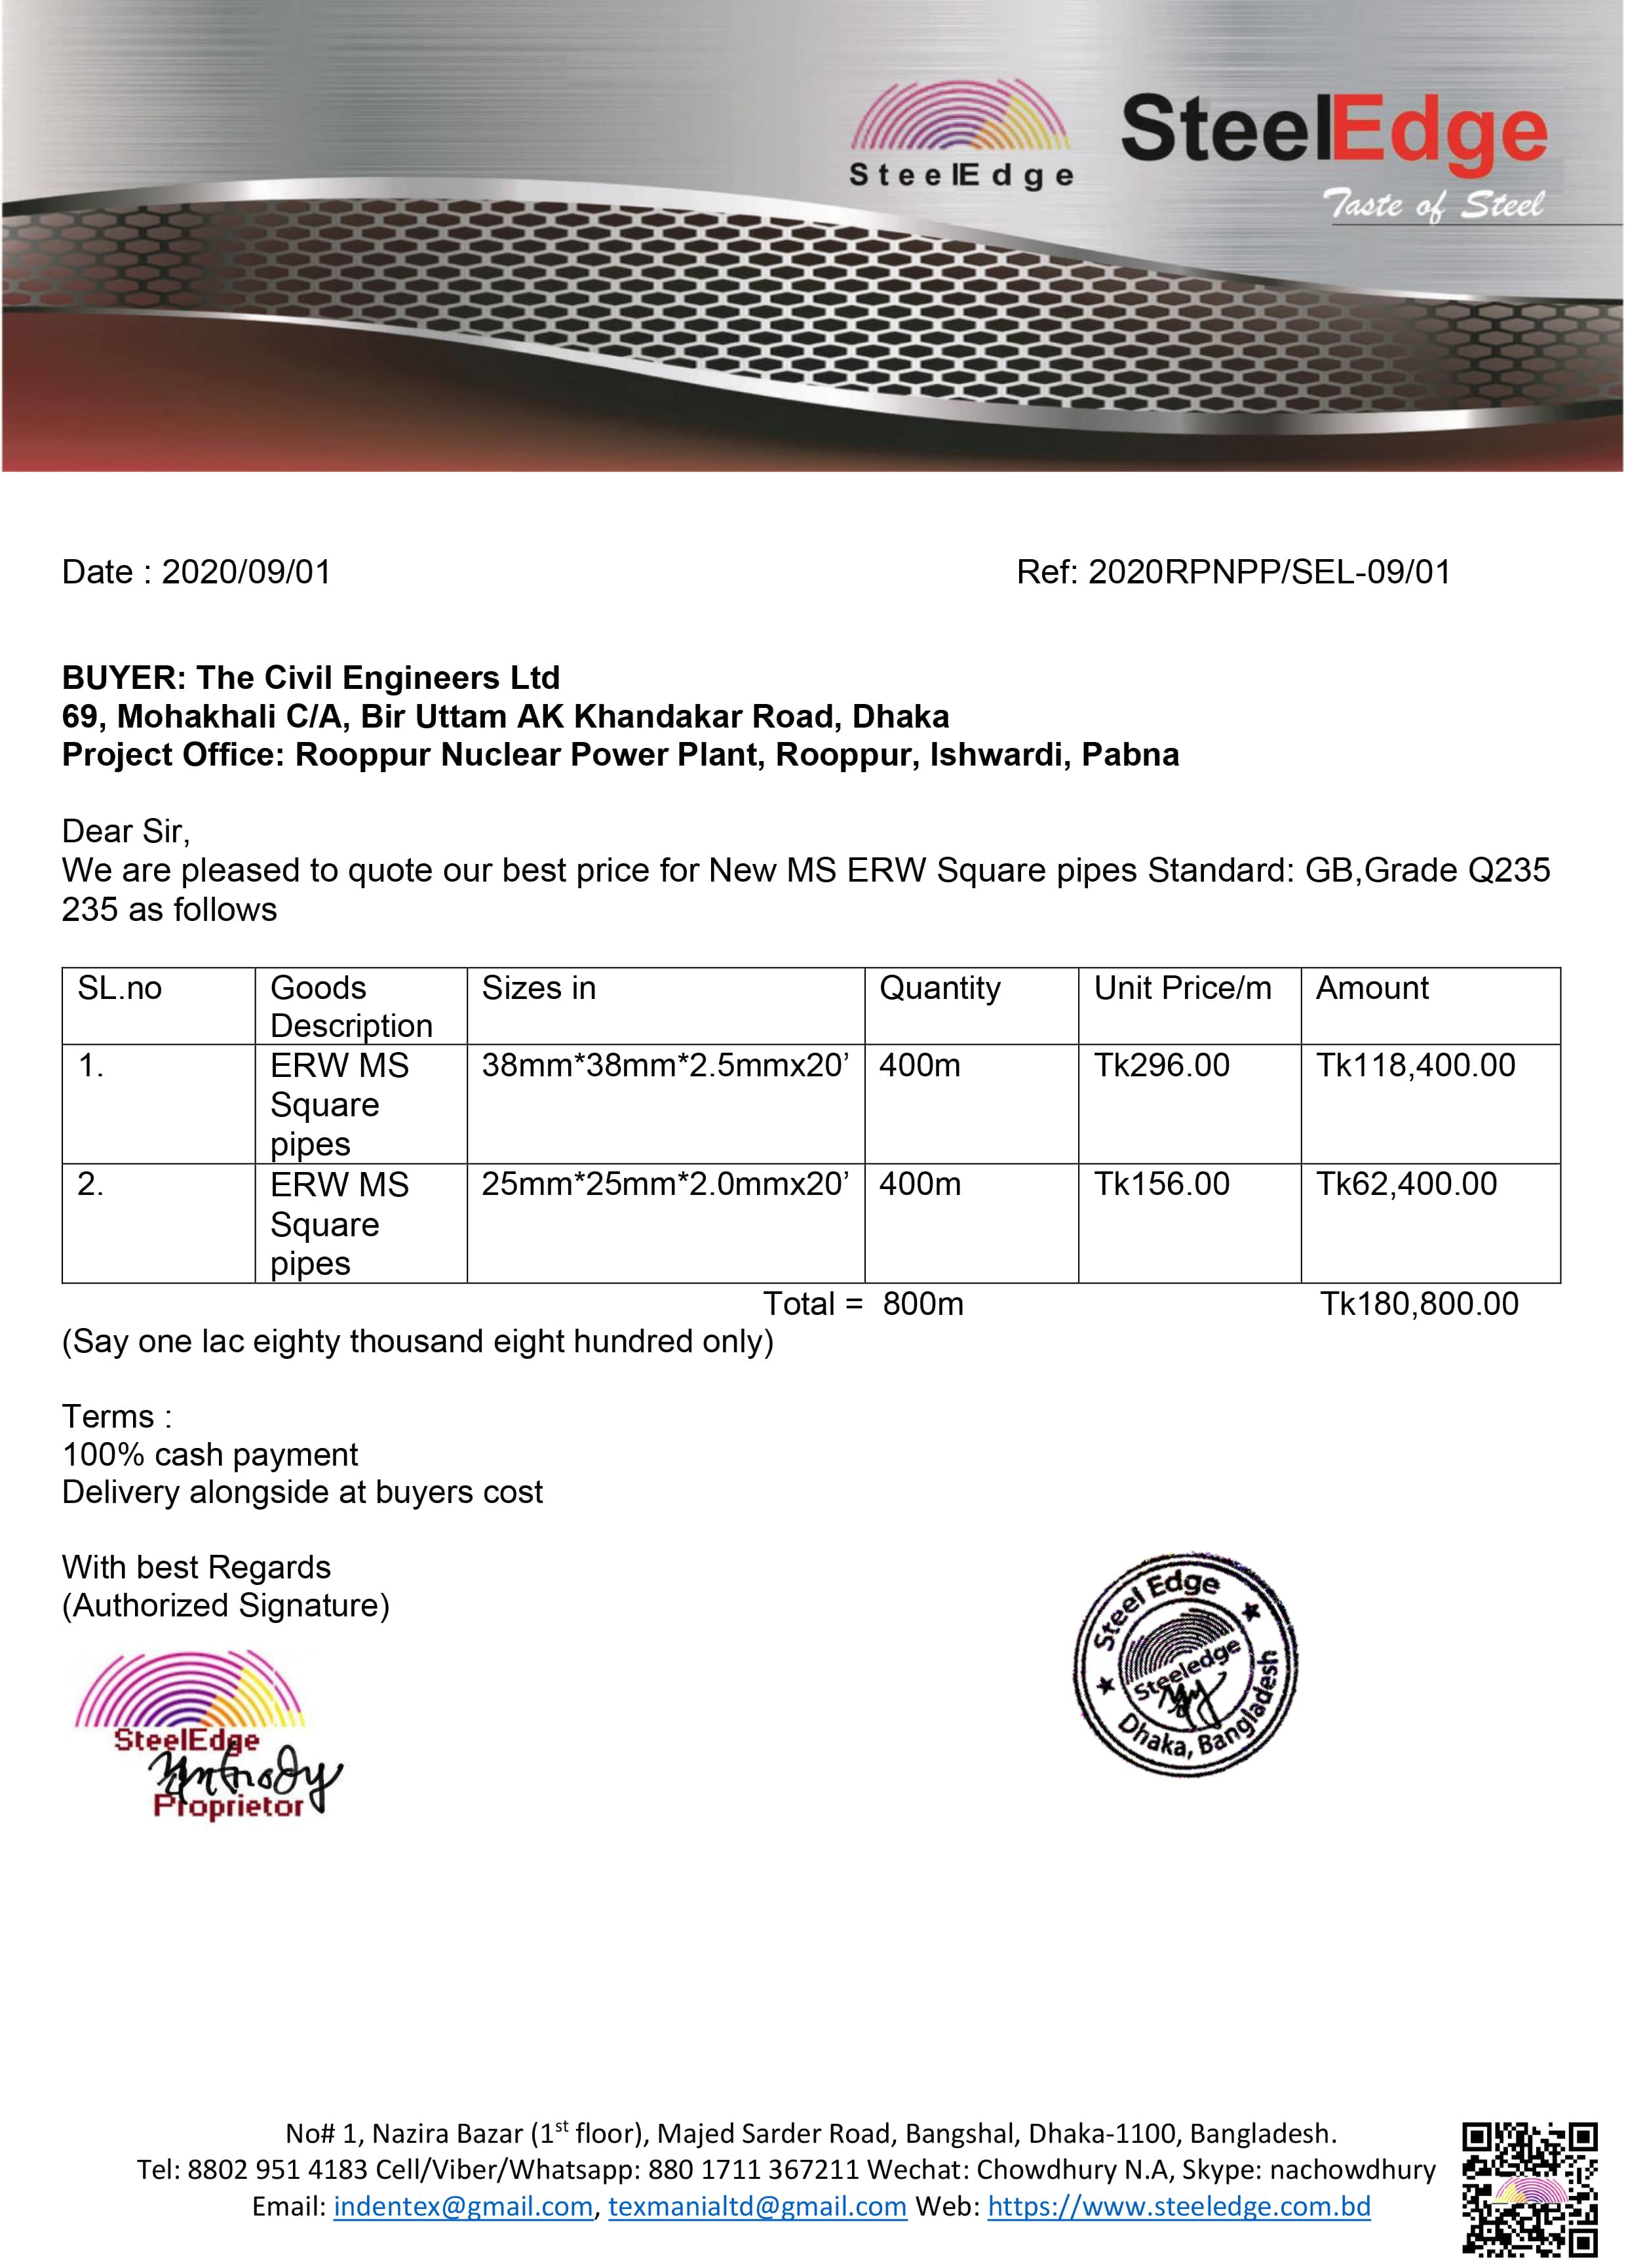 SteelEdge
SteelEdge
Taste of Steel
Date : 2020/09/01 Ref: 2020RPNPP/SEL-09/01
BUYER: The Civil Engineers Ltd
69, Mohakhali C/A, Bir Uttam AK Khandakar Road, Dhaka
Project Office: Rooppur Nuclear Power Plant, Rooppur, Ishwardi, Pabna
Dear Sir,
We are pleased to quote our best price for New MS ERW Square pipes Standard: GB,Grade Q235
235 as follows
SL.no Goods Description Sizes in Quantity Unit Price/m Amount
1. ERW MS Square pipes 38mm*38mm*2.5mmx20’ 400m Tk296.00 Tk118,400.00
2. ERW MS Square pipes 25mm*25mm*2.0mmx20’ 400m Tk156.00 Tk62,400.00
Total = 800m Tk180,800.00
(Say one lac eighty thousand eight hundred only)
Terms :
100% cash payment
Delivery alongside at buyers cost
With best Regards
(Authorized Signature)
SteelEdge
Proprietor
Steel Edge
Steeledge
Dhaka, Bangladesh
No# 1, Nazira Bazar (1st floor), Majed Sarder Road, Bangshal, Dhaka-1100, Bangladesh.
Tel: 8802 951 4183 Cell/Viber/Whatsapp: 880 1711 367211 Wechat: Chowdhury N.A, Skype: nachowdhury
Email: indentex@gmail.com, texmanialtd@gmail.com Web: https://www.steeledge.com.bd